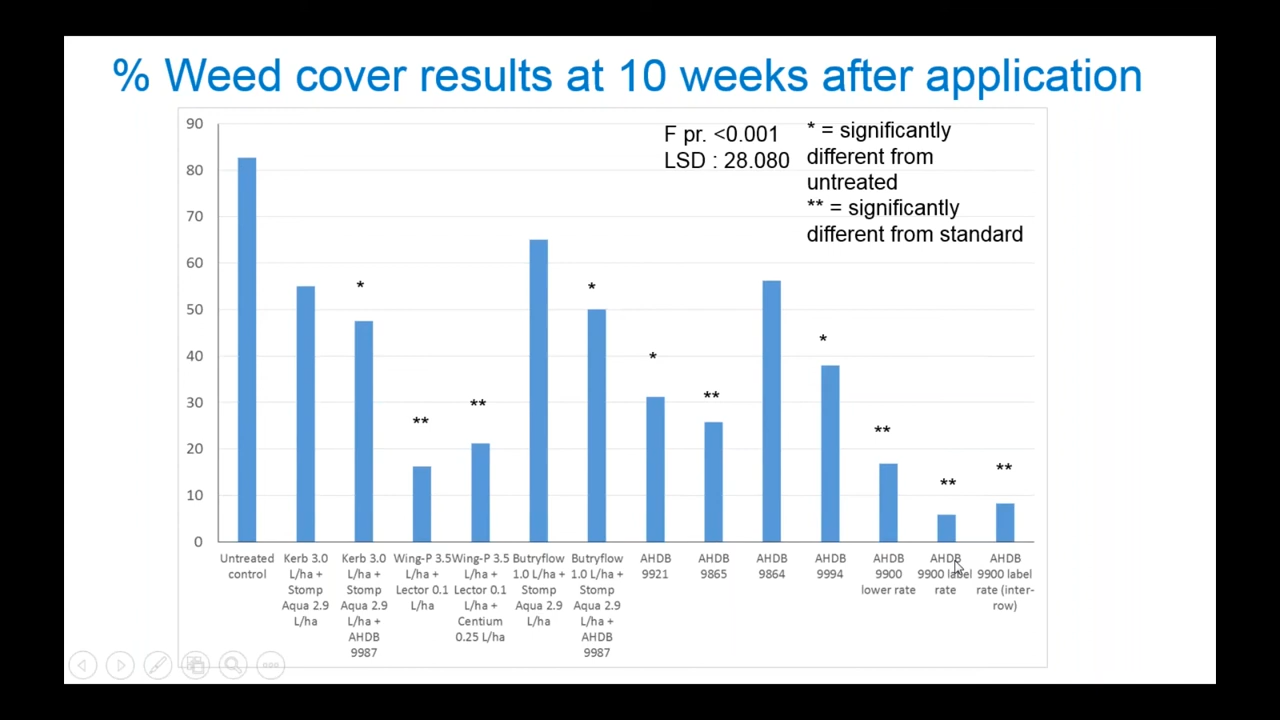 % Weed cover results at 10 weeks after application
F pr. <0.001
LSD : 28.080
* = significantly
different from
untreated
** = significantly
different from standard
90
80
70
60
50
40
30
20
10
0
*
**
**
*
*
**
*
**
**
**
Untreated
control
Kerb 3.0
L/ha +
Stomp
Aqua 2.9
L/ha
Kerb 3.0
L/ha +
Stomp
Aqua 2.9
L/ha +
AHDB
9987
Wing-P 3.5
L/ha +
Lector 0.1
L/ha
Wing-P 3.5
L/ha +
Lector 0.1
L/ha +
Centium
0.25 L/ha
Butryflow
1.0 L/ha +
Stomp
Aqua 2.9
L/ha
Butryflow
1.0 L/ha +
Stomp
Aqua 2.9
L/ha +
AHDB
9987
AHDB
9921
AHDB
9865
AHDB
9864
AHDB
9994
AHDB
9900
lower rate
AHDB
9900 label
rate
AHDB
9900 label
rate (inter-
row)